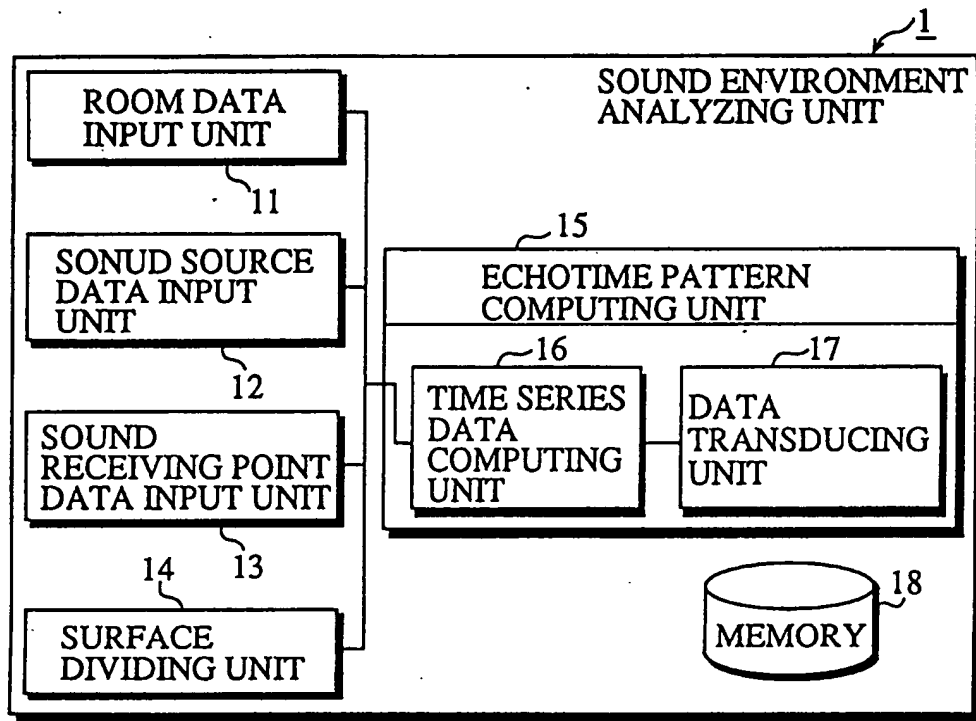 1
SOUND ENVIRONMENT
ANALYZING UNIT
ROOM DATA
INPUT UNIT
11
SONUD SOURCE
DATA INPUT
UNIT
12
SOUND
RECEIVING POINT
DATA INPUT UNIT
13
14
SURFACE
DIVIDING UNIT
15
ECHOTIME PATTERN
COMPUTING UNIT
16
TIME SERIES
DATA
COMPUTING
UNIT
17
DATA
TRANSDUCING
UNIT
MEMORY
18